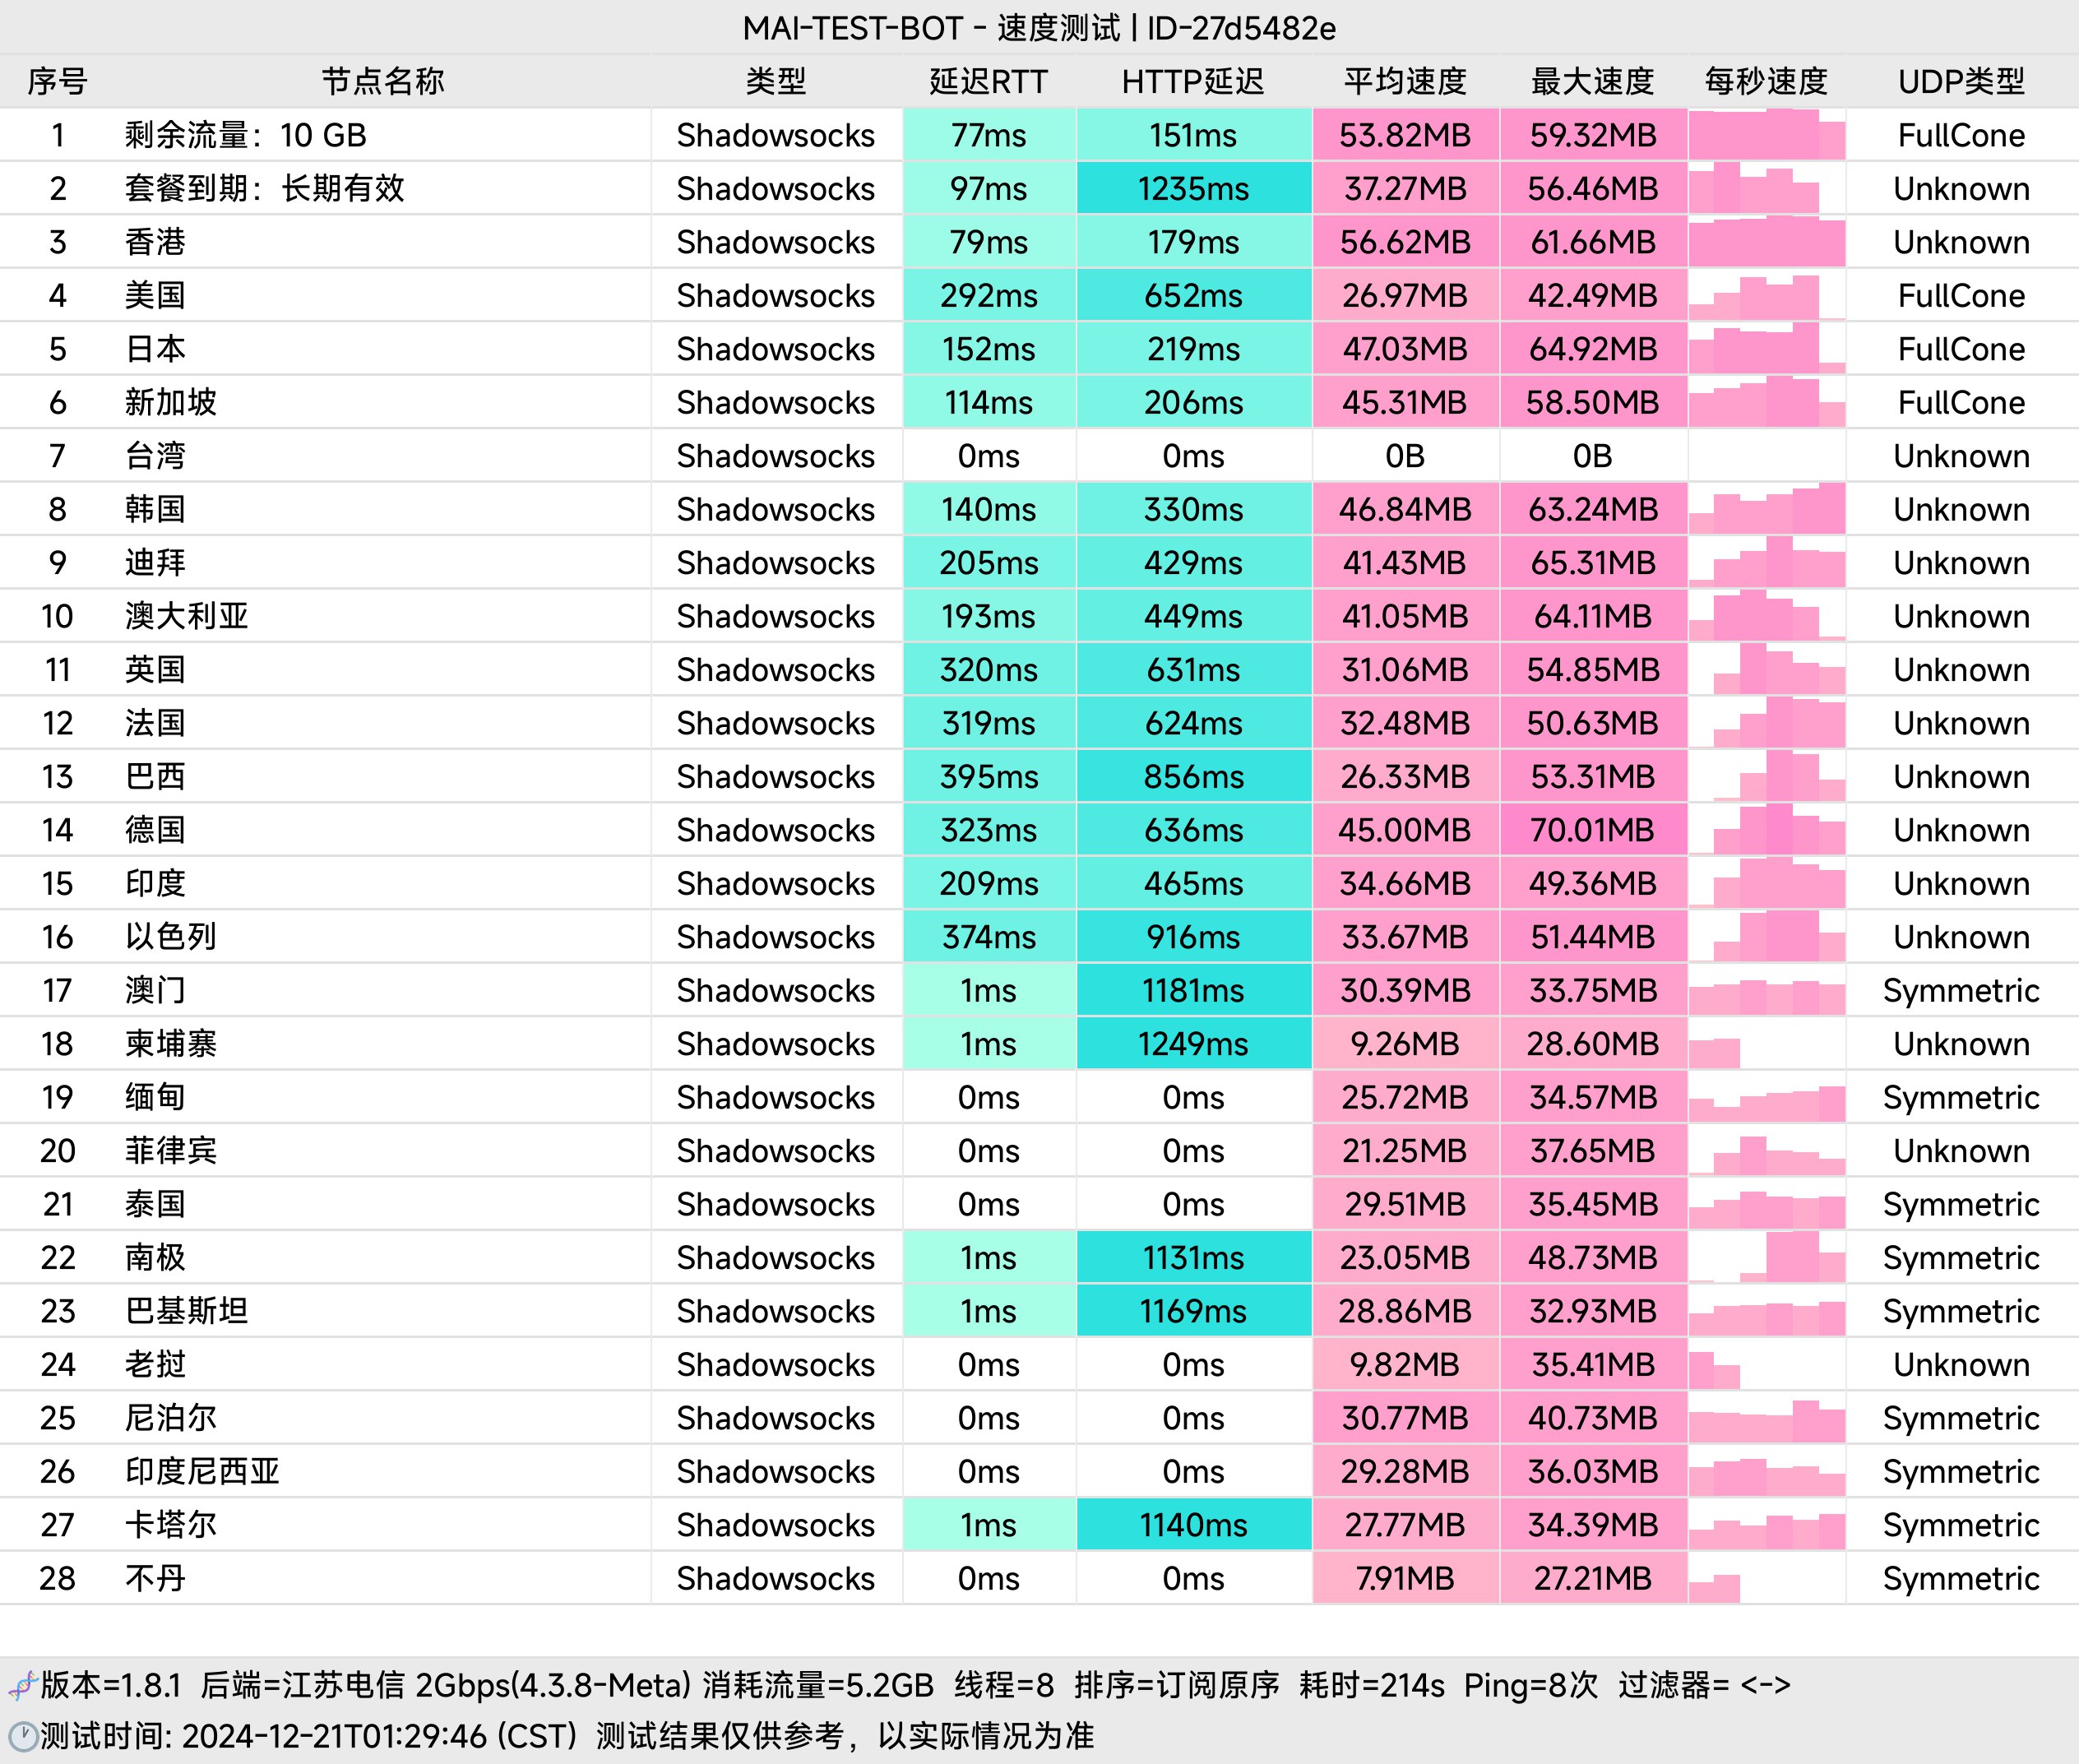 MAI-TEST-BOT - 速度测试 | ID-27d5482e
序号 节点名称 类型 延迟RTT HTTP延迟 平均速度 最大速度 每秒速度 UDP类型
1 剩余流量：10 GB Shadowsocks 77ms 151ms 53.82MB 59.32MB FullCone
2 套餐到期：长期有效 Shadowsocks 97ms 1235ms 37.27MB 56.46MB Unknown
3 香港 Shadowsocks 79ms 179ms 56.62MB 61.66MB Unknown
4 美国 Shadowsocks 292ms 652ms 26.97MB 42.49MB FullCone
5 日本 Shadowsocks 152ms 219ms 47.03MB 64.92MB FullCone
6 新加坡 Shadowsocks 114ms 206ms 45.31MB 58.50MB FullCone
7 台湾 Shadowsocks 0ms 0ms 0B 0B Unknown
8 韩国 Shadowsocks 140ms 330ms 46.84MB 63.24MB Unknown
9 迪拜 Shadowsocks 205ms 429ms 41.43MB 65.31MB Unknown
10 澳大利亚 Shadowsocks 193ms 449ms 41.05MB 64.11MB Unknown
11 英国 Shadowsocks 320ms 631ms 31.06MB 54.85MB Unknown
12 法国 Shadowsocks 319ms 624ms 32.48MB 50.63MB Unknown
13 巴西 Shadowsocks 395ms 856ms 26.33MB 53.31MB Unknown
14 德国 Shadowsocks 323ms 636ms 45.00MB 70.01MB Unknown
15 印度 Shadowsocks 209ms 465ms 34.66MB 49.36MB Unknown
16 以色列 Shadowsocks 374ms 916ms 33.67MB 51.44MB Unknown
17 澳门 Shadowsocks 1ms 1181ms 30.39MB 33.75MB Symmetric
18 柬埔寨 Shadowsocks 1ms 1249ms 9.26MB 28.60MB Unknown
19 缅甸 Shadowsocks 0ms 0ms 25.72MB 34.57MB Symmetric
20 菲律宾 Shadowsocks 0ms 0ms 21.25MB 37.65MB Unknown
21 泰国 Shadowsocks 0ms 0ms 29.51MB 35.45MB Symmetric
22 南极 Shadowsocks 1ms 1131ms 23.05MB 48.73MB Symmetric
23 巴基斯坦 Shadowsocks 1ms 1169ms 28.86MB 32.93MB Symmetric
24 老挝 Shadowsocks 0ms 0ms 9.82MB 35.41MB Unknown
25 尼泊尔 Shadowsocks 0ms 0ms 30.77MB 40.73MB Symmetric
26 印度尼西亚 Shadowsocks 0ms 0ms 29.28MB 36.03MB Symmetric
27 卡塔尔 Shadowsocks 1ms 1140ms 27.77MB 34.39MB Symmetric
28 不丹 Shadowsocks 0ms 0ms 7.91MB 27.21MB Symmetric
🧬版本=1.8.1 后端=江苏电信 2Gbps(4.3.8-Meta) 消耗流量=5.2GB 线程=8 排序=订阅原序 耗时=214s Ping=8次 过滤器= <->
🕐测试时间: 2024-12-21T01:29:46 (CST) 测试结果仅供参考，以实际情况为准